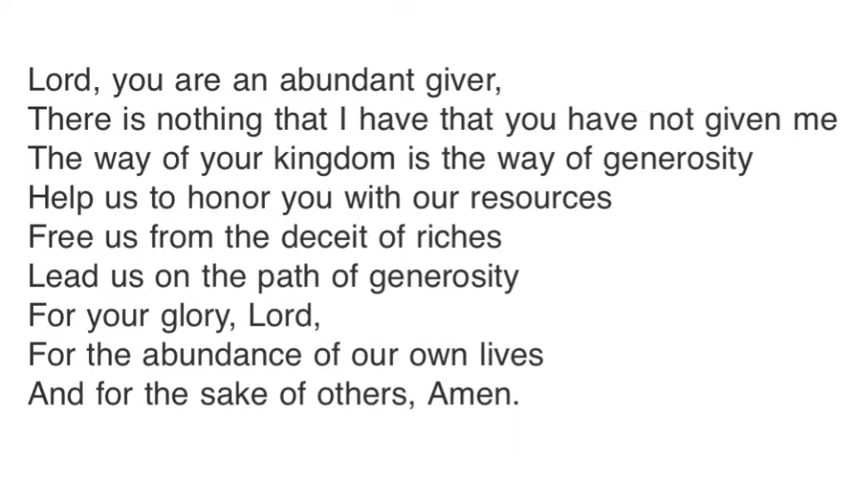 Lord, you are an abundant giver,
There is nothing that I have that you have not given me
The way of your kingdom is the way of generosity
Help us to honor you with our resources
Free us from the deceit of riches
Lead us on the path of generosity
For your glory, Lord,
For the abundance of our own lives
And for the sake of others, Amen.